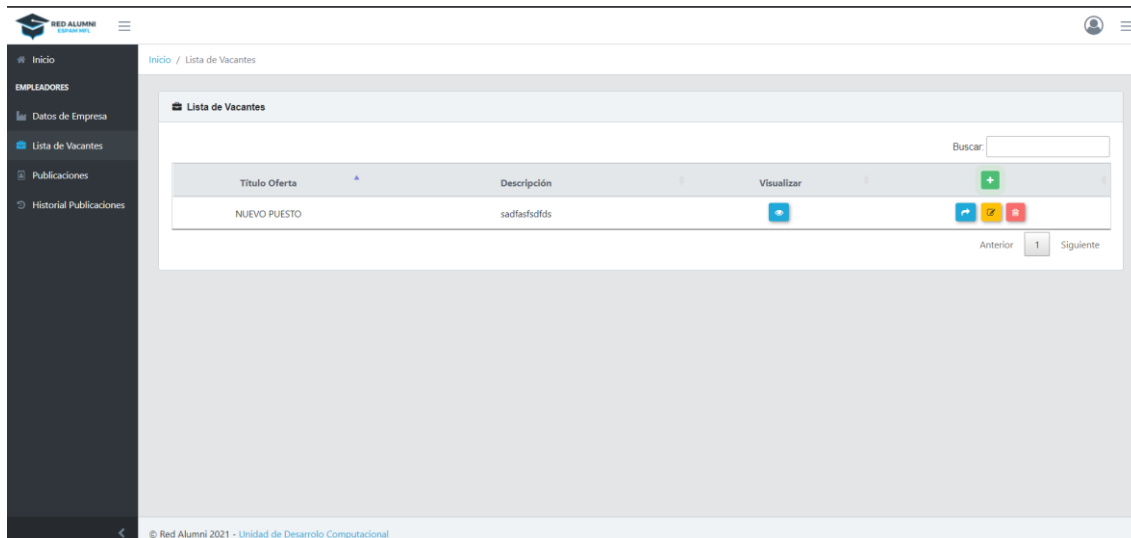 RED ALUMNI
ESPAM MFL
Inicio
Inicio / Lista de Vacantes
EMPLEADORES
Datos de Empresa
Lista de Vacantes
Publicaciones
Historial Publicaciones
Lista de Vacantes
Buscar:
Título Oferta Descripción Visualizar
NUEVO PUESTO sadfasfsdfds
Anterior 1 Siguiente
© Red Alumni 2021 - Unidad de Desarrolo Computacional